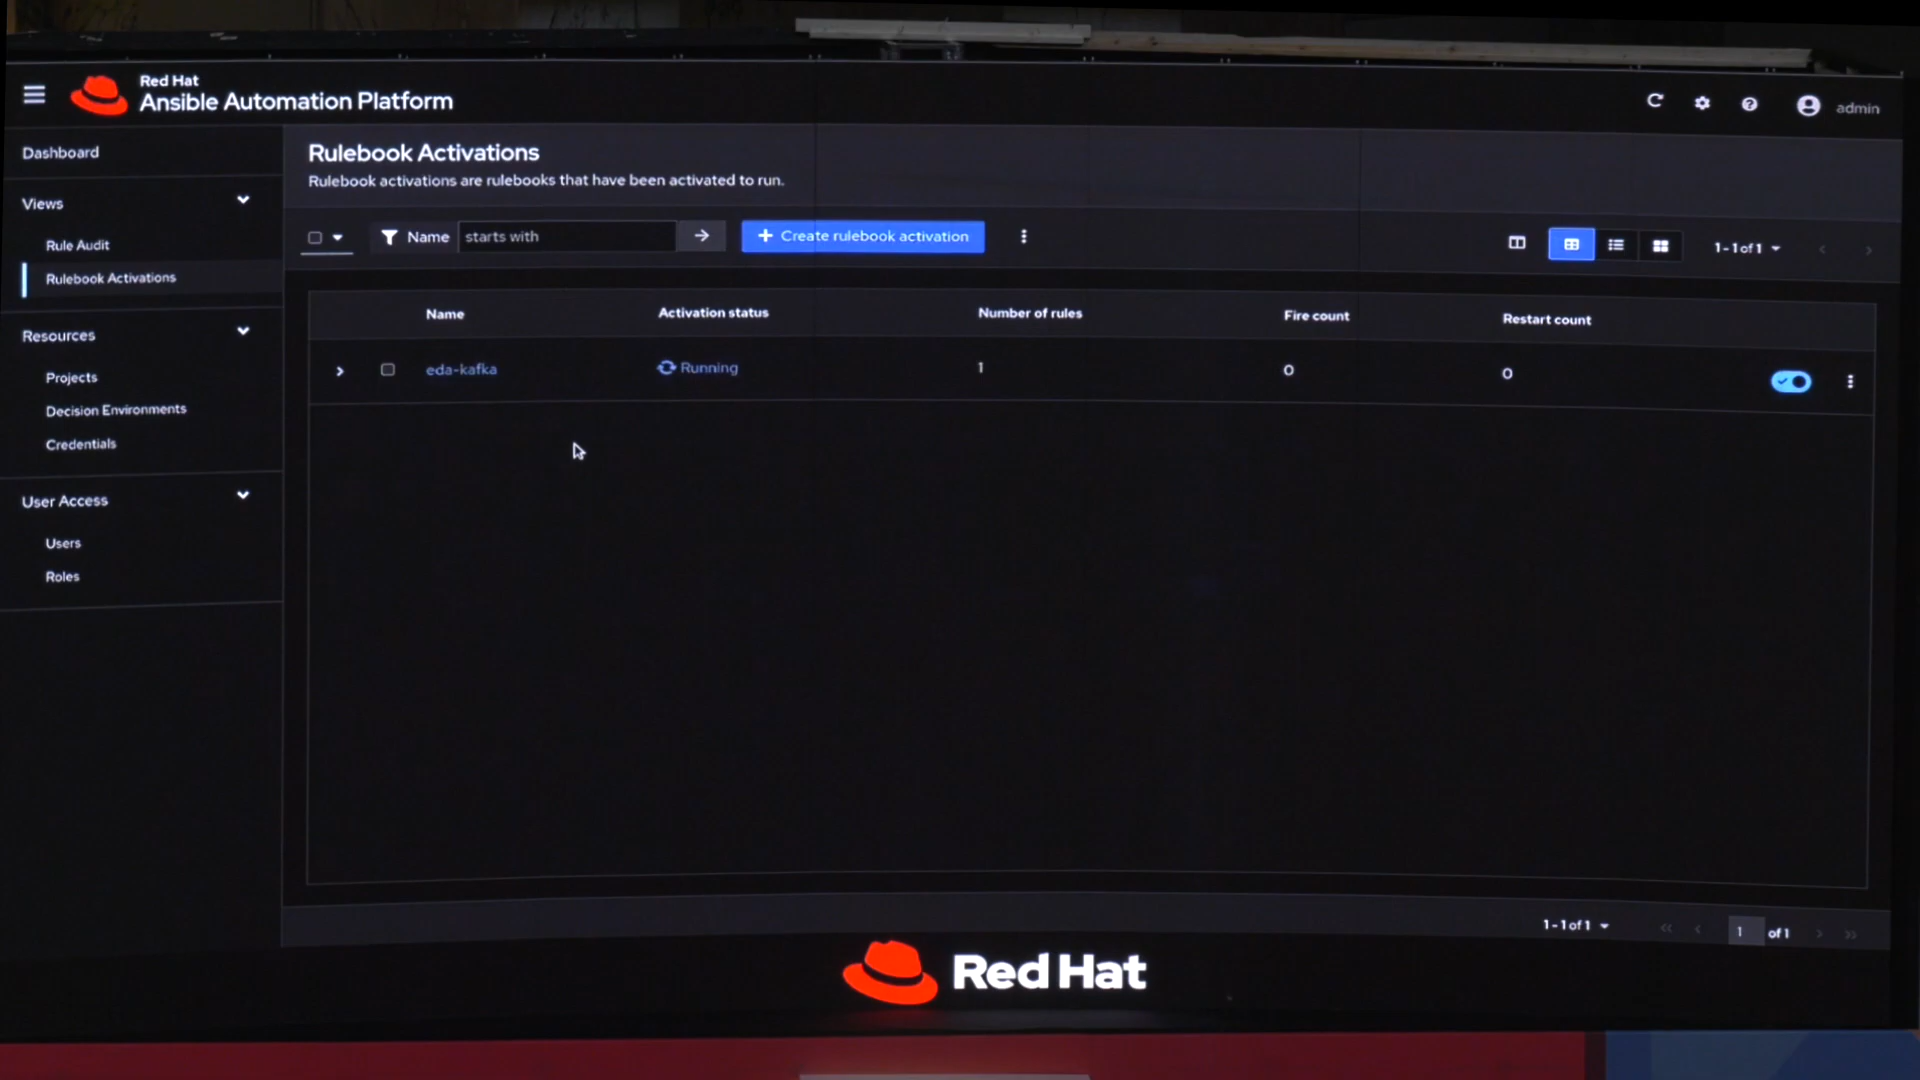 Red Hat
Ansible Automation Platform
admin
Dashboard
Views
Rule Audit
Rulebook Activations
Resources
Projects
Decision Environments
Credentials
User Access
Users
Roles
Rulebook Activations
Rulebook activations are rulebooks that have been activated to run.
Name starts with
+ Create rulebook activation
1-1 of 1
Name Activation status Number of rules Fire count Restart count
eda-kafka Running 1 0 0
1-1 of 1
1 of 1
Red Hat